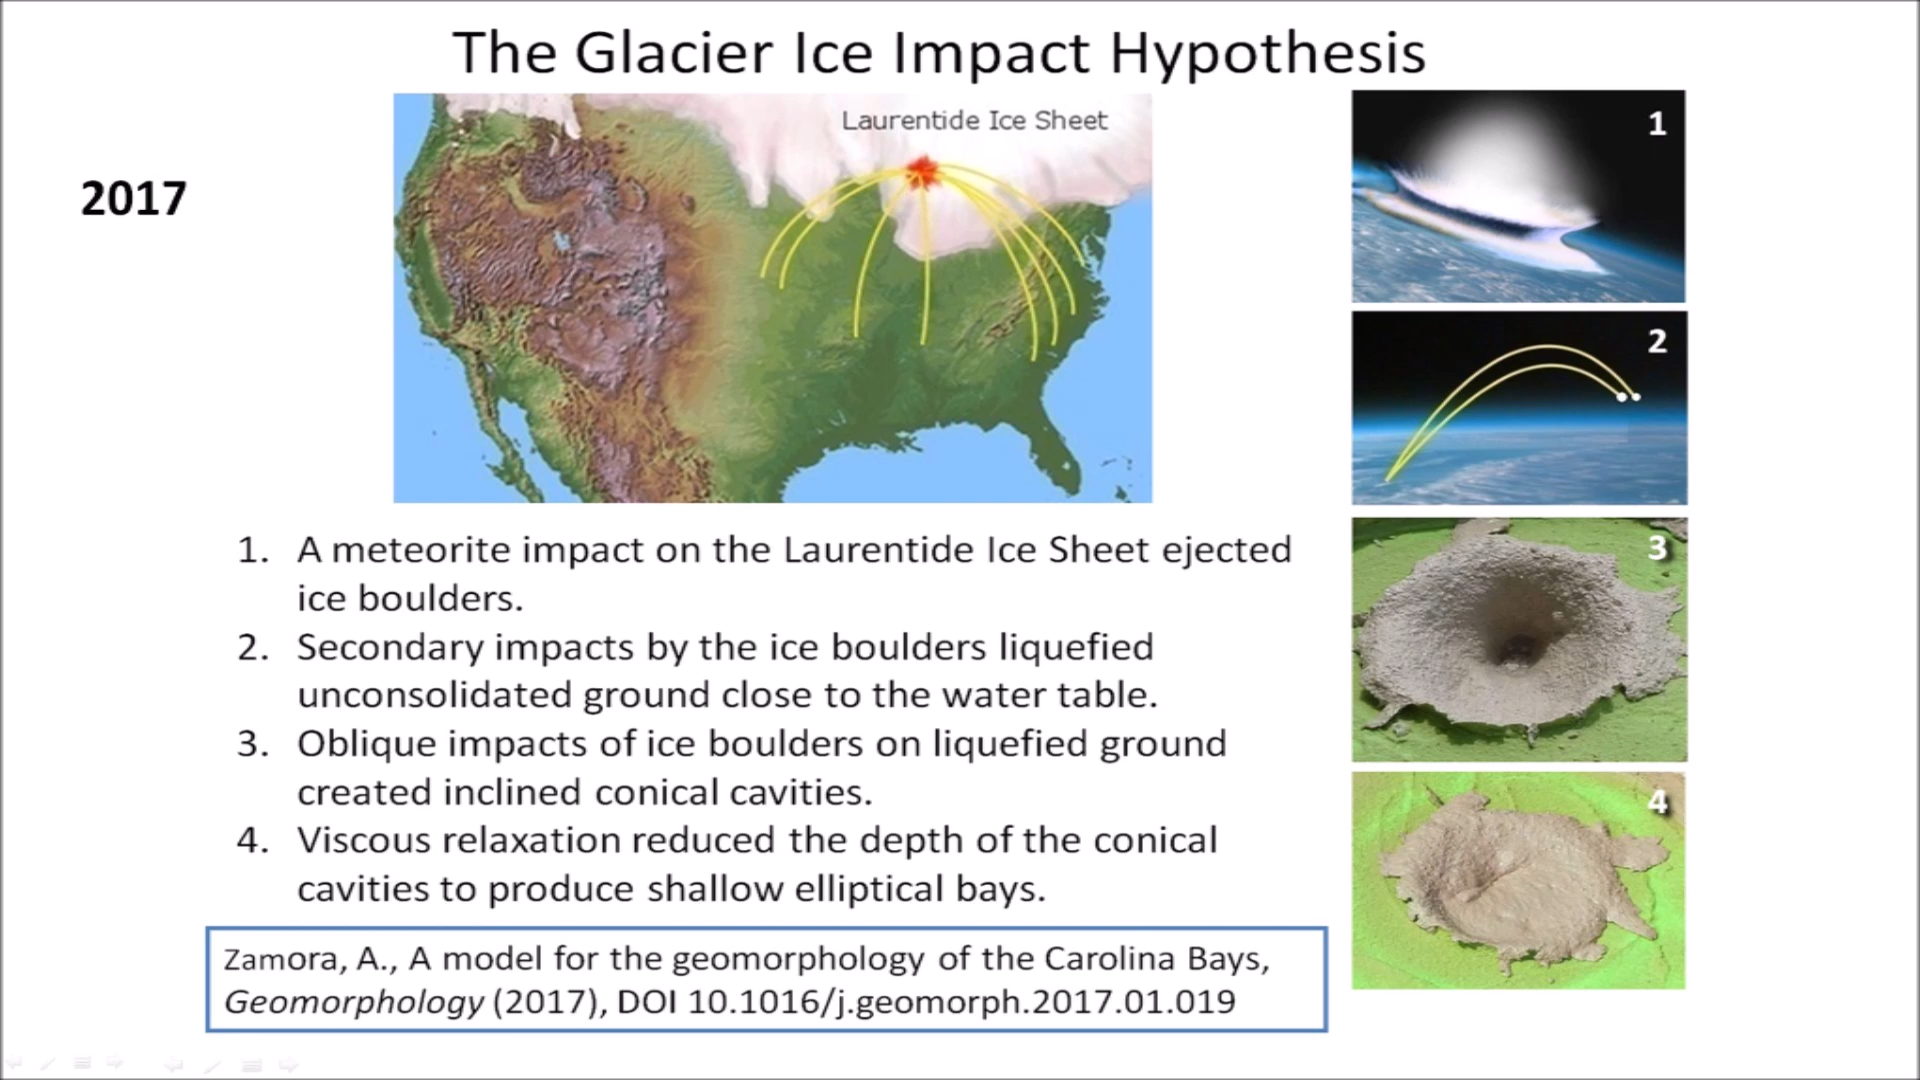 The Glacier Ice Impact Hypothesis
2017
Laurentide Ice Sheet
1
2
3
4
1. A meteorite impact on the Laurentide Ice Sheet ejected
ice boulders.
2. Secondary impacts by the ice boulders liquefied
unconsolidated ground close to the water table.
3. Oblique impacts of ice boulders on liquefied ground
created inclined conical cavities.
4. Viscous relaxation reduced the depth of the conical
cavities to produce shallow elliptical bays.
Zamora, A., A model for the geomorphology of the Carolina Bays,
Geomorphology (2017), DOI 10.1016/j.geomorph.2017.01.019